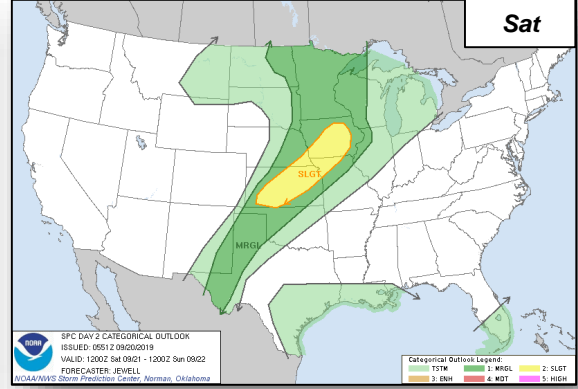 Sat
SLGT
MRGL
NOAA
SPC DAY 2 CATEGORICAL OUTLOOK
ISSUED: 0551Z 09/20/2019
VALID: 1200Z Sat 09/21 - 1200Z Sun 09/22
FORECASTER: JEWELL
NOAA/NWS Storm Prediction Center, Norman, Oklahoma
Categorical Outlook Legend:
TSTM 1: MRGL 2: SLGT
3: ENH 4: MDT 5: HIGH